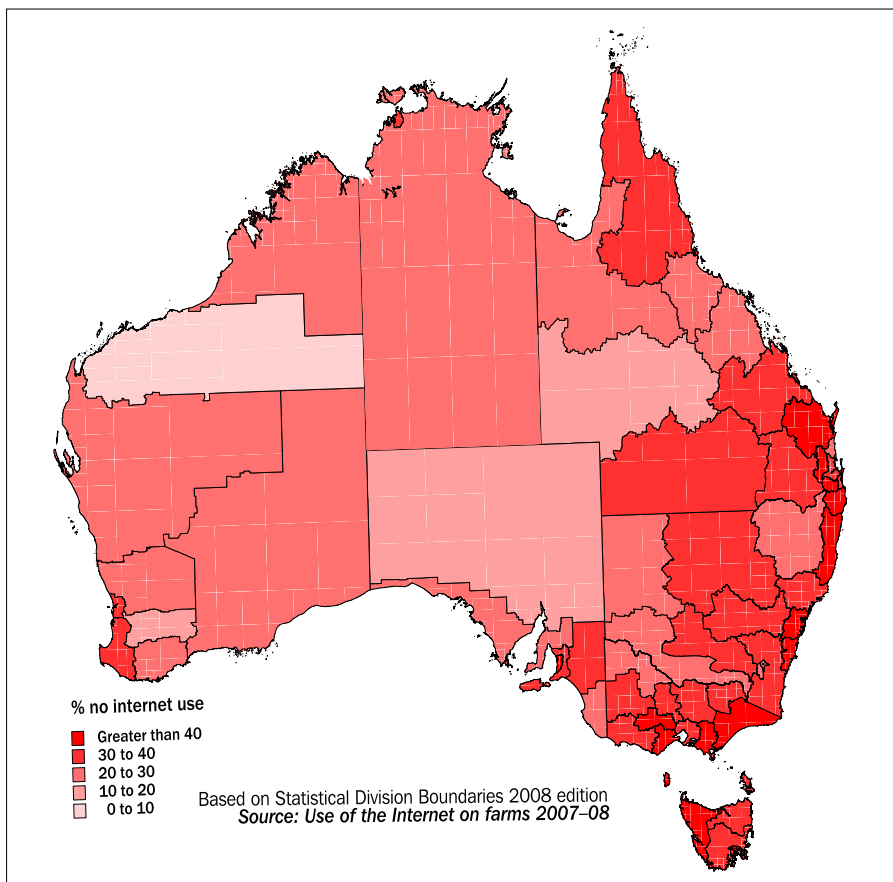 % no internet use
Greater than 40
30 to 40
20 to 30
10 to 20
0 to 10
Based on Statistical Division Boundaries 2008 edition
Source: Use of the Internet on farms 2007–08